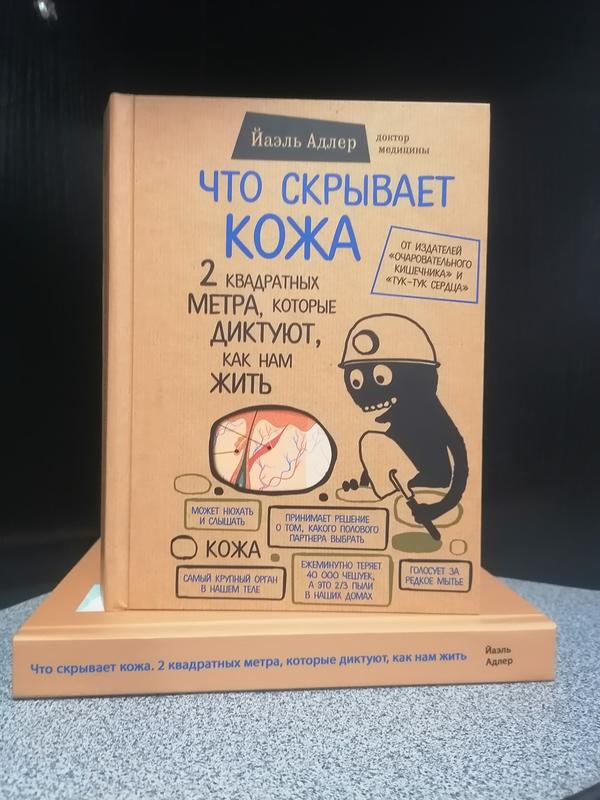 Йаэль Адлер
доктор
медицины
ЧТО СКРЫВАЕТ
КОЖА
ОТ ИЗДАТЕЛЕЙ
«ОЧАРОВАТЕЛЬНОГО
КИШЕЧНИКА» И
«ТУК-ТУК СЕРДЦА»
2 КВАДРАТНЫХ
МЕТРА, КОТОРЫЕ
ДИКТУЮТ,
КАК НАМ
ЖИТЬ
МОЖЕТ НЮХАТЬ
И СЛЫШАТЬ
ПРИНИМАЕТ РЕШЕНИЕ
О ТОМ, КАКОГО ПОЛОВОГО
ПАРТНЕРА ВЫБРАТЬ
КОЖА
САМЫЙ КРУПНЫЙ ОРГАН
В НАШЕМ ТЕЛЕ
ЕЖЕМИНУТНО ТЕРЯЕТ
40 000 ЧЕШУЕК,
А ЭТО 2/3 ПЫЛИ
В НАШИХ ДОМАХ
ГОЛОСУЕТ ЗА
РЕДКОЕ МЫТЬЕ
Что скрывает кожа. 2 квадратных метра, которые диктуют, как нам жить
Йаэль
Адлер